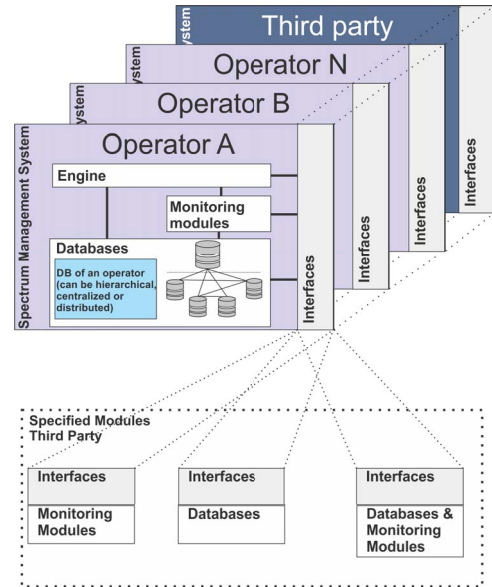 Third party
ystem
Operator N
ystem
Operator B
ystem
Operator A
Spectrum Management System
Engine
Monitoring
modules
Databases
DB of an operator
(can be hierarchical,
centralized or
distributed)
Interfaces
Interfaces
Interfaces
Interfaces
Specified Modules
Third Party
Interfaces
Monitoring
Modules
Interfaces
Databases
Interfaces
Databases &
Monitoring
Modules